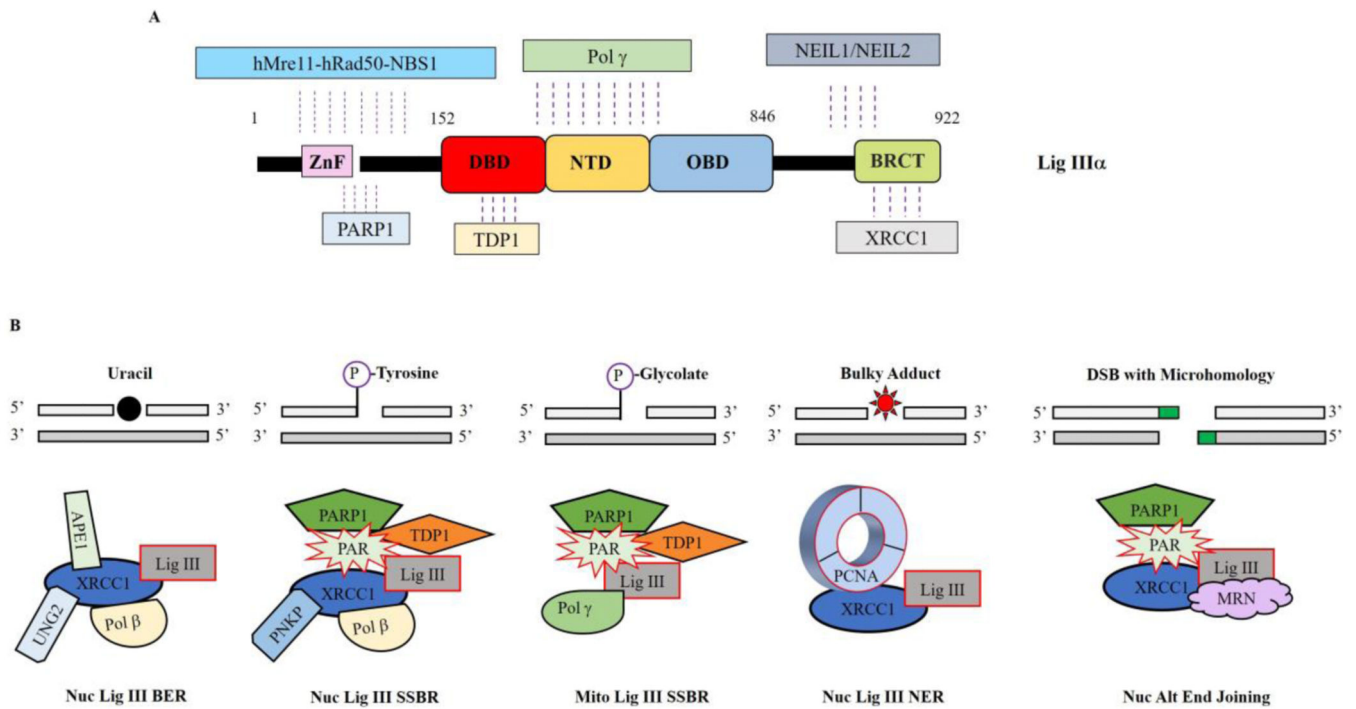 A
hMre11-hRad50-NBS1
Pol γ
NEIL1/NEIL2
1
152
846
922
ZnF
DBD
NTD
OBD
BRCT
Lig IIIα
PARP1
TDP1
XRCC1
B
Uracil
P
-Tyrosine
P
-Glycolate
Bulky Adduct
DSB with Microhomology
5’
3’
5’
3’
5’
3’
5’
3’
5’
3’
3’
5’
3’
5’
3’
5’
3’
5’
3’
5’
APE1
XRCC1
Lig III
UNG2
Pol β
PARP1
PAR
TDP1
Lig III
XRCC1
PNKP
Pol β
PARP1
PAR
TDP1
Lig III
Pol γ
PCNA
Lig III
XRCC1
PARP1
PAR
Lig III
XRCC1
MRN
Nuc Lig III BER
Nuc Lig III SSBR
Mito Lig III SSBR
Nuc Lig III NER
Nuc Alt End Joining